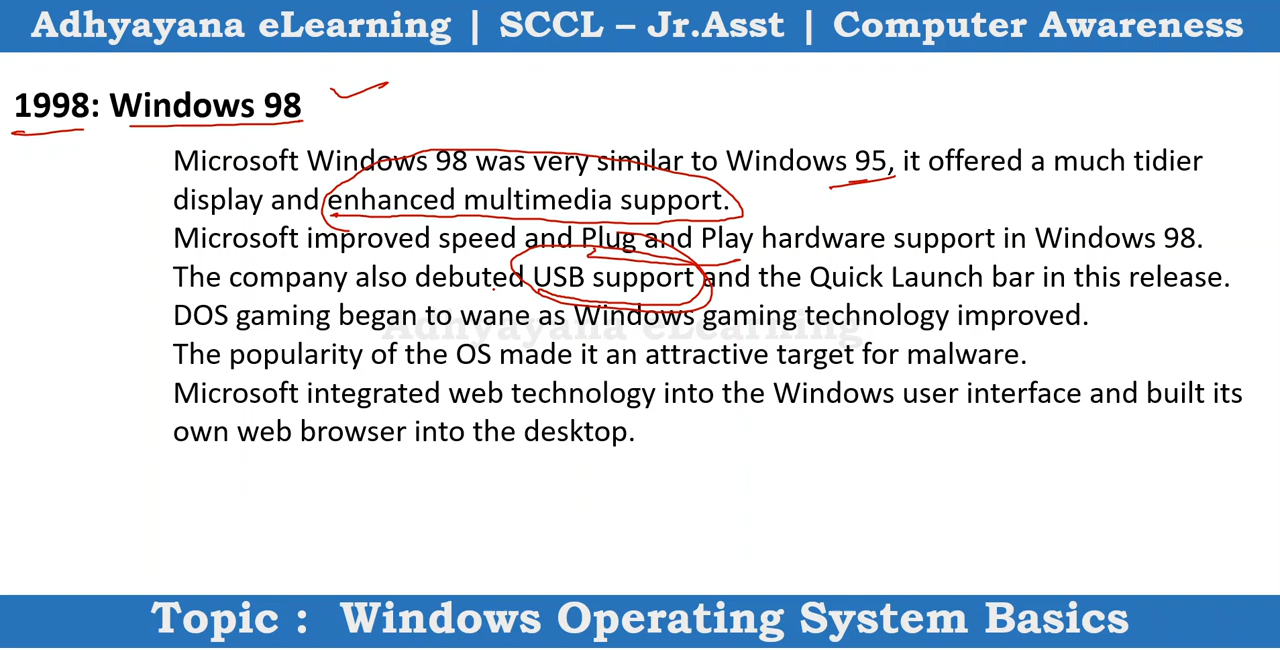 Adhyayana eLearning | SCCL – Jr.Asst | Computer Awareness
1998: Windows 98
Microsoft Windows 98 was very similar to Windows 95, it offered a much tidier
display and enhanced multimedia support.
Microsoft improved speed and Plug and Play hardware support in Windows 98.
The company also debuted USB support and the Quick Launch bar in this release.
DOS gaming began to wane as Windows gaming technology improved.
Adhyayana eLearning
The popularity of the OS made it an attractive target for malware.
Microsoft integrated web technology into the Windows user interface and built its
own web browser into the desktop.
Topic : Windows Operating System Basics